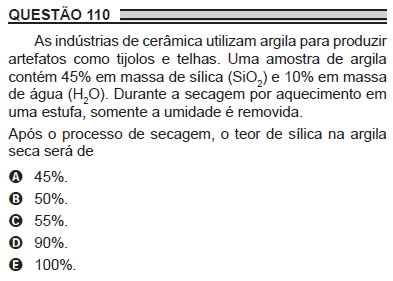 QUESTÃO 110
As indústrias de cerâmica utilizam argila para produzir
artefatos como tijolos e telhas. Uma amostra de argila
contém 45% em massa de sílica (SiO₂) e 10% em massa
de água (H₂O). Durante a secagem por aquecimento em
uma estufa, somente a umidade é removida.
Após o processo de secagem, o teor de sílica na argila
seca será de
A 45%.
B 50%.
C 55%.
D 90%.
E 100%.